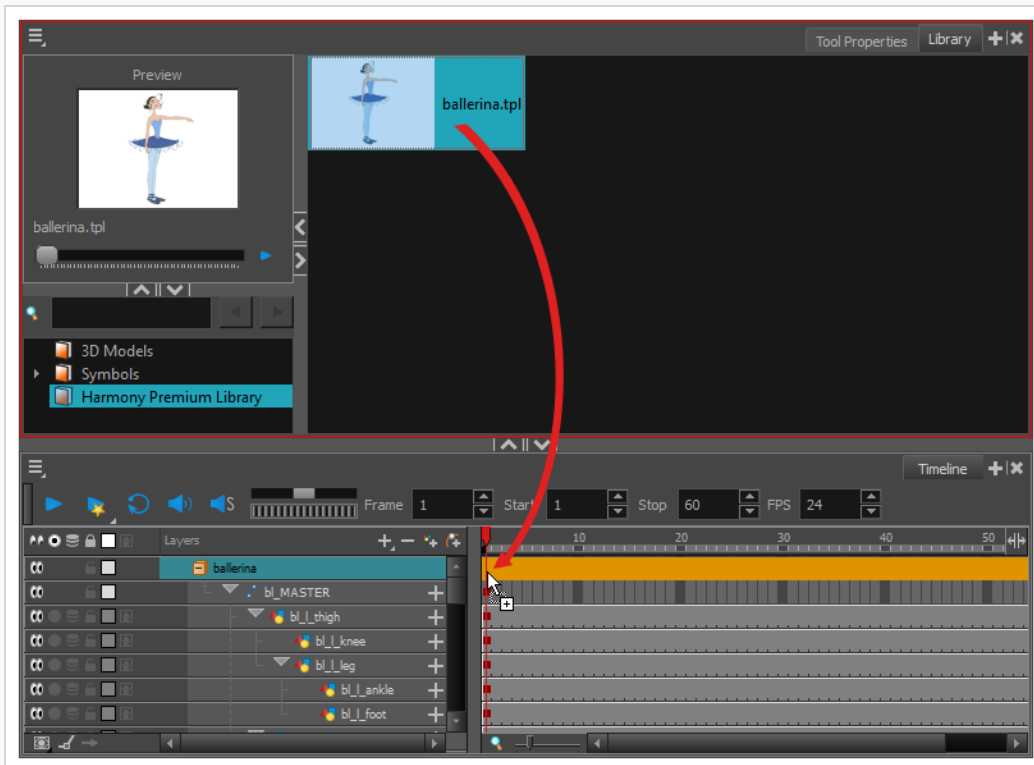 Tool Properties Library
Preview
ballerina.tpl
ballerina.tpl
3D Models
Symbols
Harmony Premium Library
Timeline
S Frame 1 Start 1 Stop 60 FPS 24
Layers 10 20 30 40 50
ballerina
bl_MASTER
bl_l_thigh
bl_l_knee
bl_l_leg
bl_l_ankle
bl_l_foot